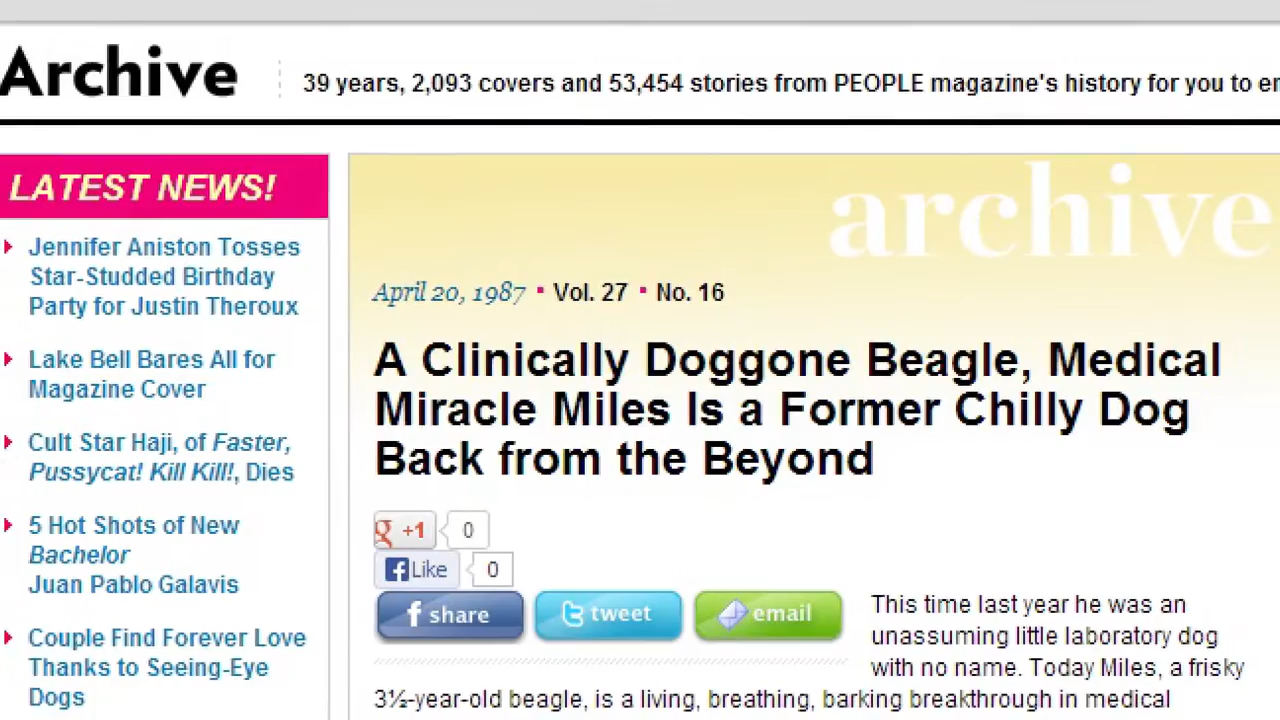 Archive
39 years, 2,093 covers and 53,454 stories from PEOPLE magazine's history for you to
LATEST NEWS!
Jennifer Aniston Tosses
Star-Studded Birthday
Party for Justin Theroux
Lake Bell Bares All for
Magazine Cover
Cult Star Haji, of Faster,
Pussycat! Kill Kill!, Dies
5 Hot Shots of New
Bachelor
Juan Pablo Galavis
Couple Find Forever Love
Thanks to Seeing-Eye
Dogs
archive
April 20, 1987 ▪ Vol. 27 ▪ No. 16
A Clinically Doggone Beagle, Medical
Miracle Miles Is a Former Chilly Dog
Back from the Beyond
g +1 0
f Like 0
f share tweet email
This time last year he was an
unassuming little laboratory dog
with no name. Today Miles, a frisky
3½-year-old beagle, is a living, breathing, barking breakthrough in medical